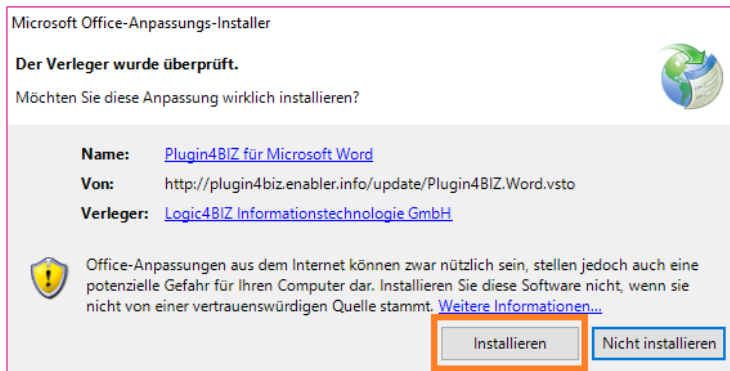 Microsoft Office-Anpassungs-Installer
Der Verleger wurde überprüft.
Möchten Sie diese Anpassung wirklich installieren?
Name: Plugin4BIZ für Microsoft Word
Von: http://plugin4biz.enabler.info/update/Plugin4BIZ.Word.vsto
Verleger: Logic4BIZ Informationstechnologie GmbH
Office-Anpassungen aus dem Internet können zwar nützlich sein, stellen jedoch auch eine
potenzielle Gefahr für Ihren Computer dar. Installieren Sie diese Software nicht, wenn sie
nicht von einer vertrauenswürdigen Quelle stammt. Weitere Informationen...
Installieren Nicht installieren